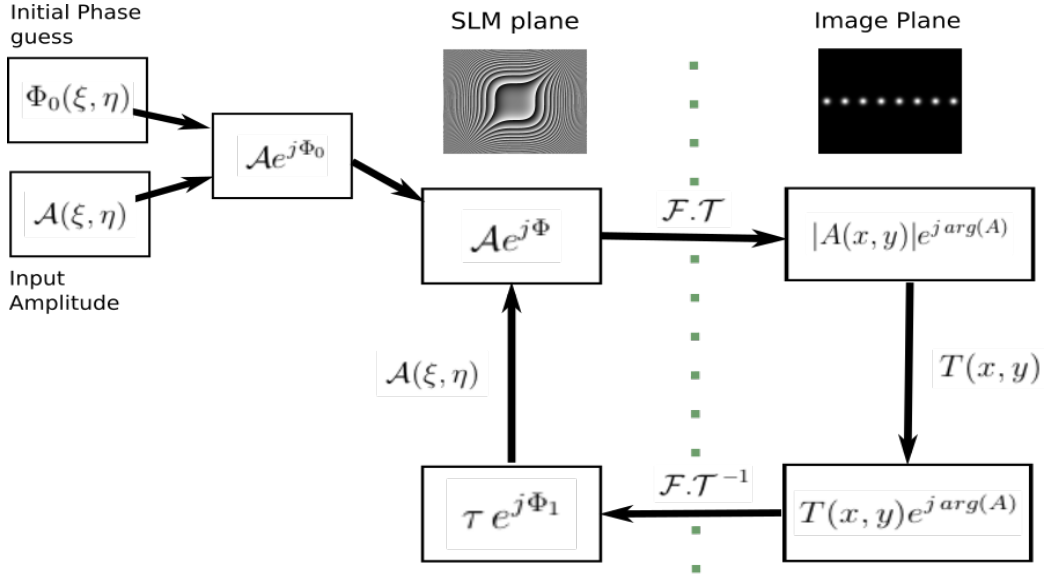 Initial Phase
guess
SLM plane
Image Plane
Φ₀(ξ, η)
𝒜e^{jΦ₀}
𝒜(ξ, η)
Input
Amplitude
𝒜e^{jΦ}
ℱ.𝒯
|A(x, y)|e^{j arg(A)}
𝒜(ξ, η)
T(x, y)
τ e^{jΦ₁}
ℱ.𝒯⁻¹
T(x, y)e^{j arg(A)}